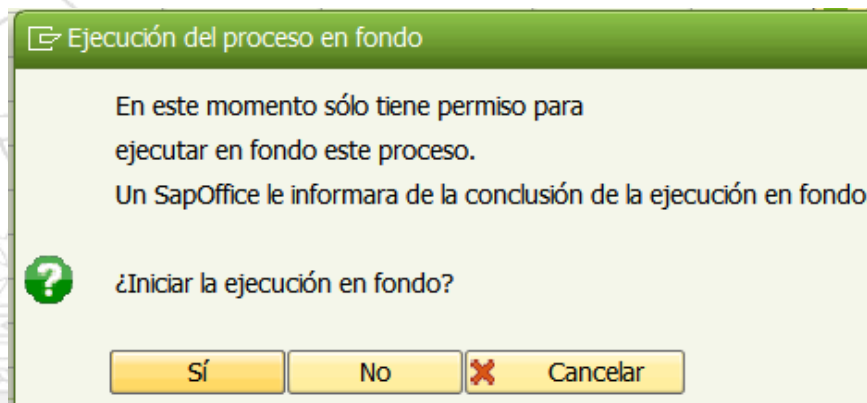 Ejecución del proceso en fondo
En este momento sólo tiene permiso para
ejecutar en fondo este proceso.
Un SapOffice le informara de la conclusión de la ejecución en fondo
¿Iniciar la ejecución en fondo?
Sí
No
Cancelar